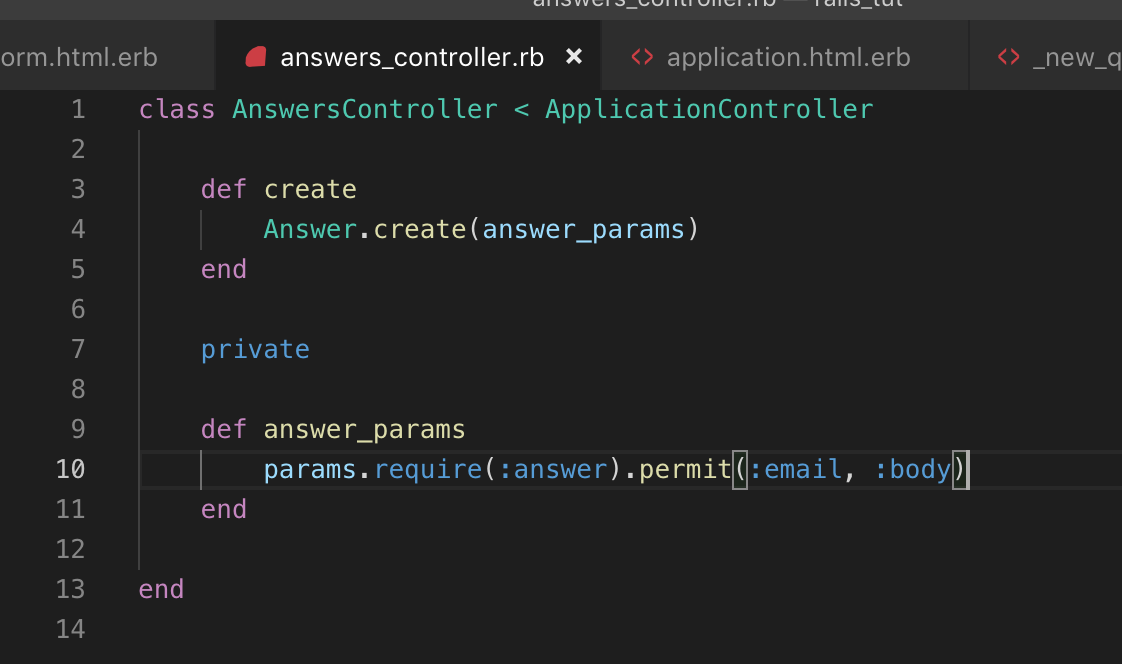 answers_controller.rb — rails_tut
orm.html.erb answers_controller.rb × <> application.html.erb <> _new_q
1 class AnswersController < ApplicationController
2
3 def create
4 Answer.create(answer_params)
5 end
6
7 private
8
9 def answer_params
10 params.require(:answer).permit(:email, :body)
11 end
12
13 end
14